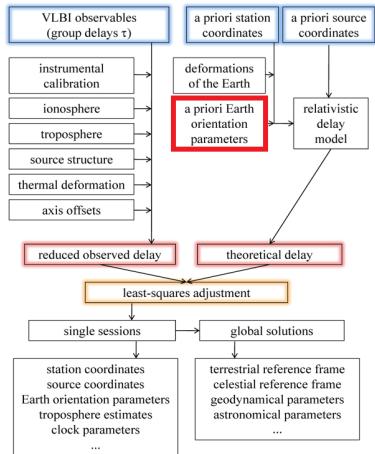 VLBI observables
(group delays τ)
a priori station
coordinates
a priori source
coordinates
instrumental
calibration
ionosphere
troposphere
source structure
thermal deformation
axis offsets
deformations
of the Earth
a priori Earth
orientation
parameters
relativistic
delay
model
reduced observed delay
theoretical delay
least-squares adjustment
single sessions
global solutions
station coordinates
source coordinates
Earth orientation parameters
troposphere estimates
clock parameters
...
terrestrial reference frame
celestial reference frame
geodynamical parameters
astronomical parameters
...